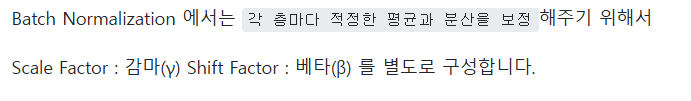 Batch Normalization 에서는 각 층마다 적정한 평균과 분산을 보정해주기 위해서
Scale Factor : 감마(γ) Shift Factor : 베타(β) 를 별도로 구성합니다.